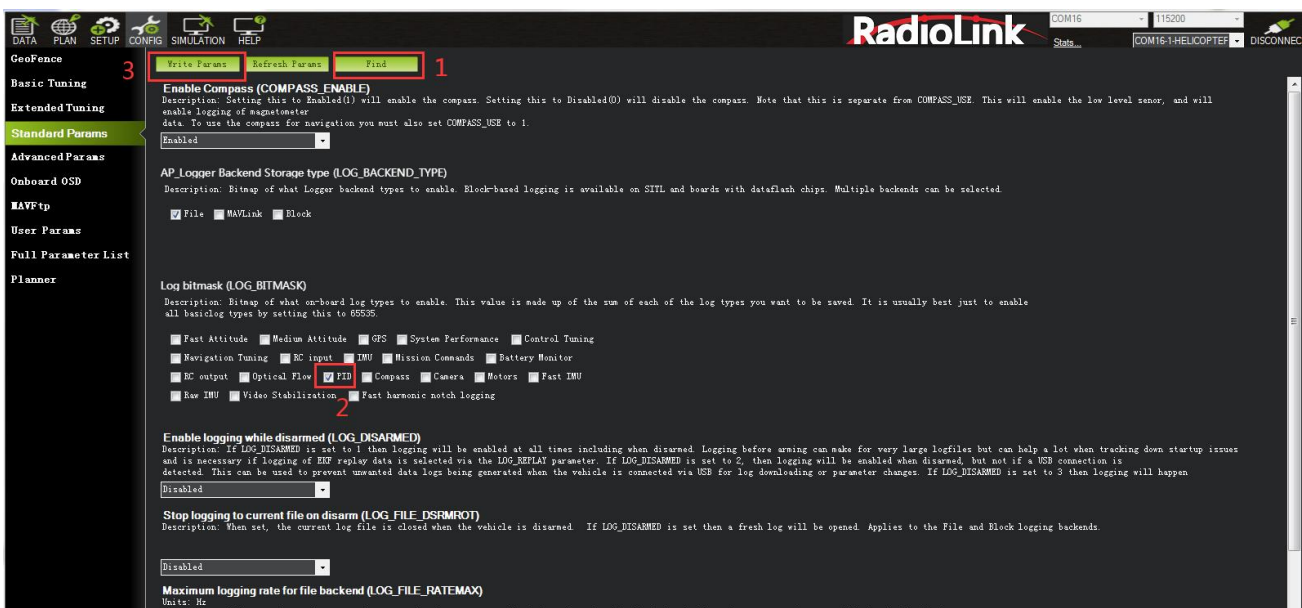 DATA PLAN SETUP CONFIG SIMULATION HELP
RadioLink
COM16 115200
Stats... COM16-1-HELICOPTER DISCONNEC
GeoFence
Basic Tuning
Extended Tuning
Standard Params
Advanced Params
Onboard OSD
MAVFtp
User Params
Full Parameter List
Planner
3 Write Params Refresh Params Find 1
Enable Compass (COMPASS_ENABLE)
Description: Setting this to Enabled(1) will enable the compass. Setting this to Disabled(0) will disable the compass. Note that this is separate from COMPASS_USE. This will enable the low level senor, and will
enable logging of magnetometer
data. To use the compass for navigation you must also set COMPASS_USE to 1.
Enabled
AP_Logger Backend Storage type (LOG_BACKEND_TYPE)
Description: Bitmap of what Logger backend types to enable. Block-based logging is available on SITL and boards with dataflash chips. Multiple backends can be selected.
File MAVLink Block
Log bitmask (LOG_BITMASK)
Description: Bitmap of what on-board log types to enable. This value is made up of the sum of each of the log types you want to be saved. It is usually best just to enable
all basiclog types by setting this to 65535.
Fast Attitude Medium Attitude GPS System Performance Control Tuning
Navigation Tuning RC input IMU Mission Commands Battery Monitor
RC output Optical Flow PID Compass Camera Motors Fast IMU
Raw IMU Video Stabilization Fast harmonic notch logging
2
Enable logging while disarmed (LOG_DISARMED)
Description: If LOG_DISARMED is set to 1 then logging will be enabled at all times including when disarmed. Logging before arming can make for very large logfiles but can help a lot when tracking down startup issues
and is necessary if logging of EKF replay data is selected via the LOG_REPLAY parameter. If LOG_DISARMED is set to 2, then logging will be enabled when disarmed, but not if a USB connection is
detected. This can be used to prevent unwanted data logs being generated when the vehicle is connected via USB for log downloading or parameter changes. If LOG_DISARMED is set to 3 then logging will happen
Disabled
Stop logging to current file on disarm (LOG_FILE_DSRMROT)
Description: When set, the current log file is closed when the vehicle is disarmed. If LOG_DISARMED is set then a fresh log will be opened. Applies to the File and Block logging backends.
Disabled
Maximum logging rate for file backend (LOG_FILE_RATEMAX)
Units: Hz